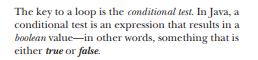 The key to a loop is the conditional test. In Java, a
conditional test is an expression that results in a
boolean value—in other words, something that is
either true or false.